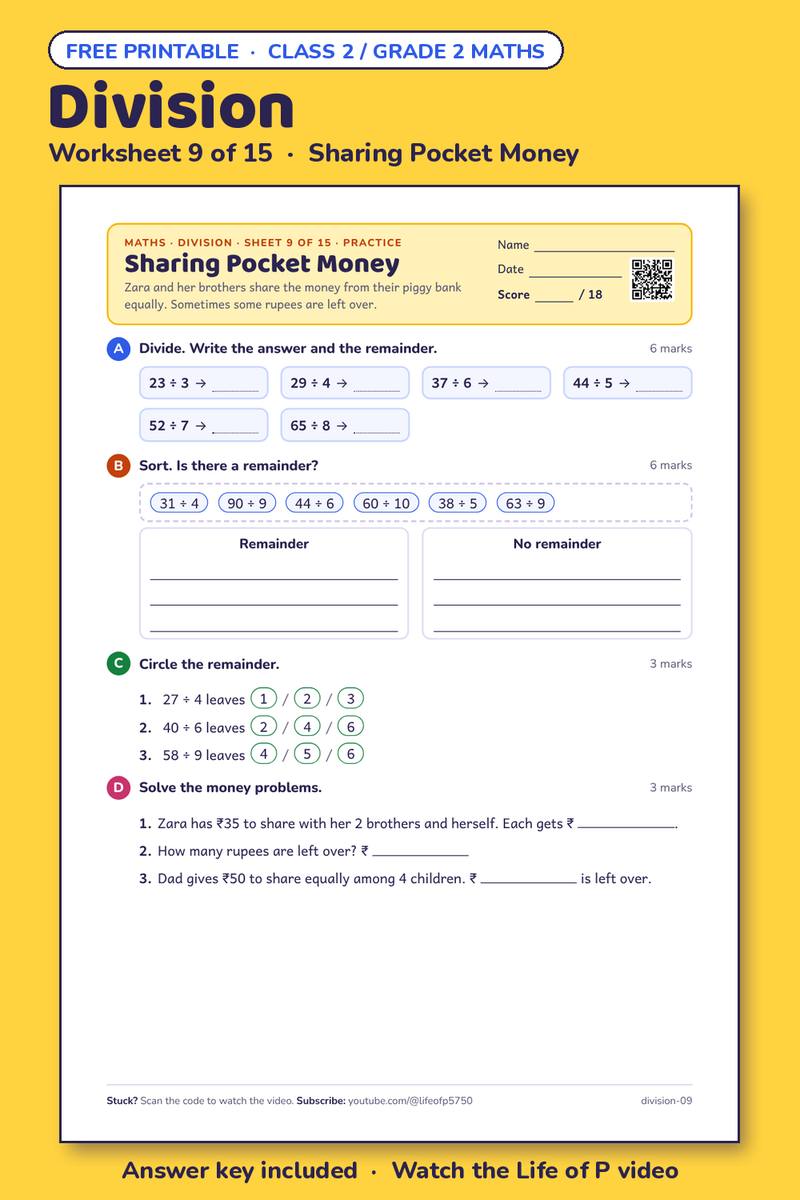 FREE PRINTABLE · CLASS 2 / GRADE 2 MATHS
Division
Worksheet 9 of 15 · Sharing Pocket Money
MATHS · DIVISION · SHEET 9 OF 15 · PRACTICE
Sharing Pocket Money
Zara and her brothers share the money from their piggy bank
equally. Sometimes some rupees are left over.
Name
Date
Score / 18
A Divide. Write the answer and the remainder. 6 marks
23 ÷ 3 → 29 ÷ 4 → 37 ÷ 6 → 44 ÷ 5 →
52 ÷ 7 → 65 ÷ 8 →
B Sort. Is there a remainder? 6 marks
31 ÷ 4 90 ÷ 9 44 ÷ 6 60 ÷ 10 38 ÷ 5 63 ÷ 9
Remainder No remainder
C Circle the remainder. 3 marks
1. 27 ÷ 4 leaves 1 / 2 / 3
2. 40 ÷ 6 leaves 2 / 4 / 6
3. 58 ÷ 9 leaves 4 / 5 / 6
D Solve the money problems. 3 marks
1. Zara has ₹35 to share with her 2 brothers and herself. Each gets ₹ ____________.
2. How many rupees are left over? ₹ ____________
3. Dad gives ₹50 to share equally among 4 children. ₹ ____________ is left over.
Stuck? Scan the code to watch the video. Subscribe: youtube.com/@lifeofp5750 division-09
Answer key included · Watch the Life of P video